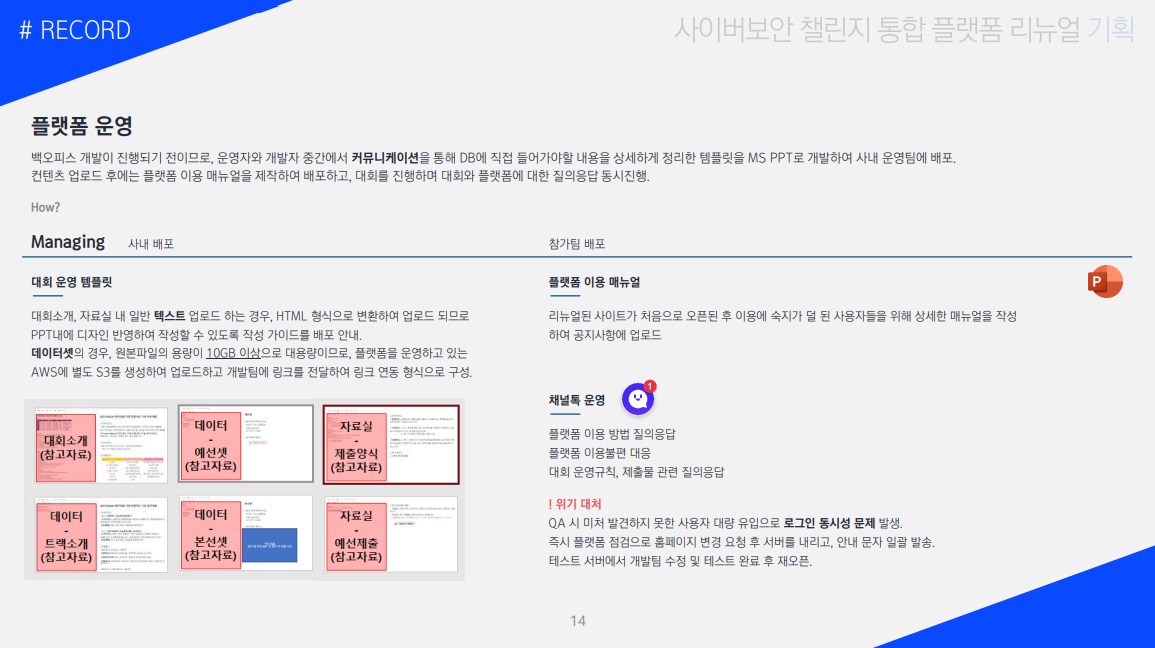 # RECORD
사이버보안 챌린지 통합 플랫폼 리뉴얼 기획
플랫폼 운영
백오피스 개발이 진행되기 전이므로, 운영자와 개발자 중간에서 커뮤니케이션을 통해 DB에 직접 들어가야할 내용을 상세하게 정리한 템플릿을 MS PPT로 개발하여 사내 운영팀에 배포.
컨텐츠 업로드 후에는 플랫폼 이용 매뉴얼을 제작하여 배포하고, 대회를 진행하며 대회와 플랫폼에 대한 질의응답 동시진행.
How?
Managing 사내 배포
대회 운영 템플릿
대회소개, 자료실 내 일반 텍스트 업로드 하는 경우, HTML 형식으로 변환하여 업로드 되므로
PPT내에 디자인 반영하여 작성할 수 있도록 작성 가이드를 배포 안내.
데이터셋의 경우, 원본파일의 용량이 10GB 이상으로 대용량이므로, 플랫폼을 운영하고 있는
AWS에 별도 S3를 생성하여 업로드하고 개발팀에 링크를 전달하여 링크 연동 형식으로 구성.
대회소개
(참고자료)
데이터
-
예선셋
(참고자료)
자료실
-
제출양식
(참고자료)
데이터
-
트랙소개
(참고자료)
데이터
-
본선셋
(참고자료)
자료실
-
예선제출
(참고자료)
참가팀 배포
플랫폼 이용 매뉴얼
P
리뉴얼된 사이트가 처음으로 오픈된 후 이용에 숙지가 덜 된 사용자들을 위해 상세한 매뉴얼을 작성
하여 공지사항에 업로드
채널톡 운영
1
플랫폼 이용 방법 질의응답
플랫폼 이용불편 대응
대회 운영규칙, 제출물 관련 질의응답
! 위기 대처
QA 시 미처 발견하지 못한 사용자 대량 유입으로 로그인 동시성 문제 발생.
즉시 플랫폼 점검으로 홈페이지 변경 요청 후 서버를 내리고, 안내 문자 일괄 발송.
테스트 서버에서 개발팀 수정 및 테스트 완료 후 재오픈.
14